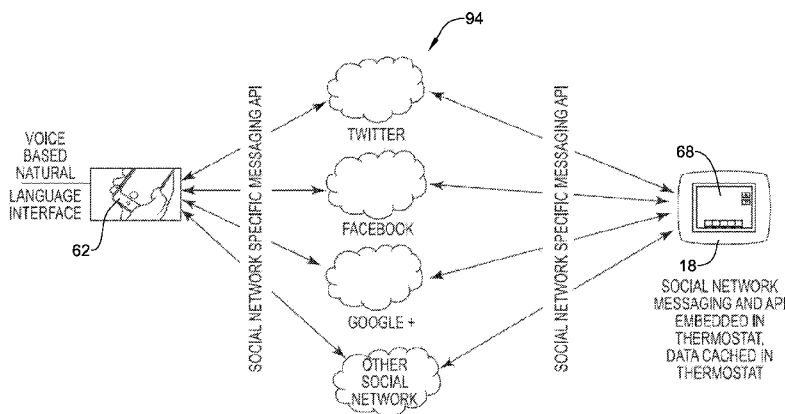 94
VOICE
BASED NATURAL
LANGUAGE
INTERFACE
62
SOCIAL NETWORK SPECIFIC MESSAGING API
TWITTER
FACEBOOK
GOOGLE +
OTHER
SOCIAL
NETWORK
SOCIAL NETWORK SPECIFIC MESSAGING API
68
18
SOCIAL NETWORK
MESSAGING AND API
EMBEDDED IN
THERMOSTAT,
DATA CACHED IN
THERMOSTAT